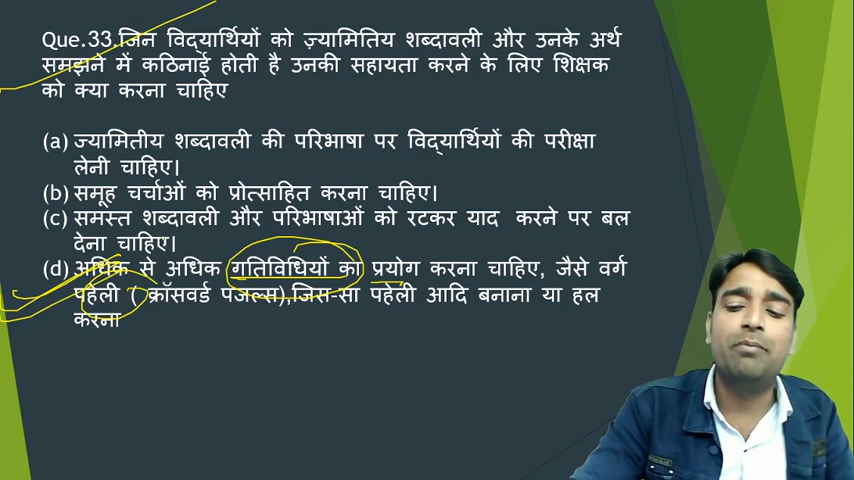 Que.33.जिन विद्यार्थियों को ज़्यामितिय शब्दावली और उनके अर्थ
समझने में कठिनाई होती है उनकी सहायता करने के लिए शिक्षक
को क्या करना चाहिए
(a) ज्यामितीय शब्दावली की परिभाषा पर विद्यार्थियों की परीक्षा
लेनी चाहिए।
(b) समूह चर्चाओं को प्रोत्साहित करना चाहिए।
(c) समस्त शब्दावली और परिभाषाओं को रटकर याद करने पर बल
देना चाहिए।
(d) अधिक से अधिक गतिविधियों का प्रयोग करना चाहिए, जैसे वर्ग
पहेली ( क्रॉसवर्ड पजल्स),जिस-सा पहेली आदि बनाना या हल
करना